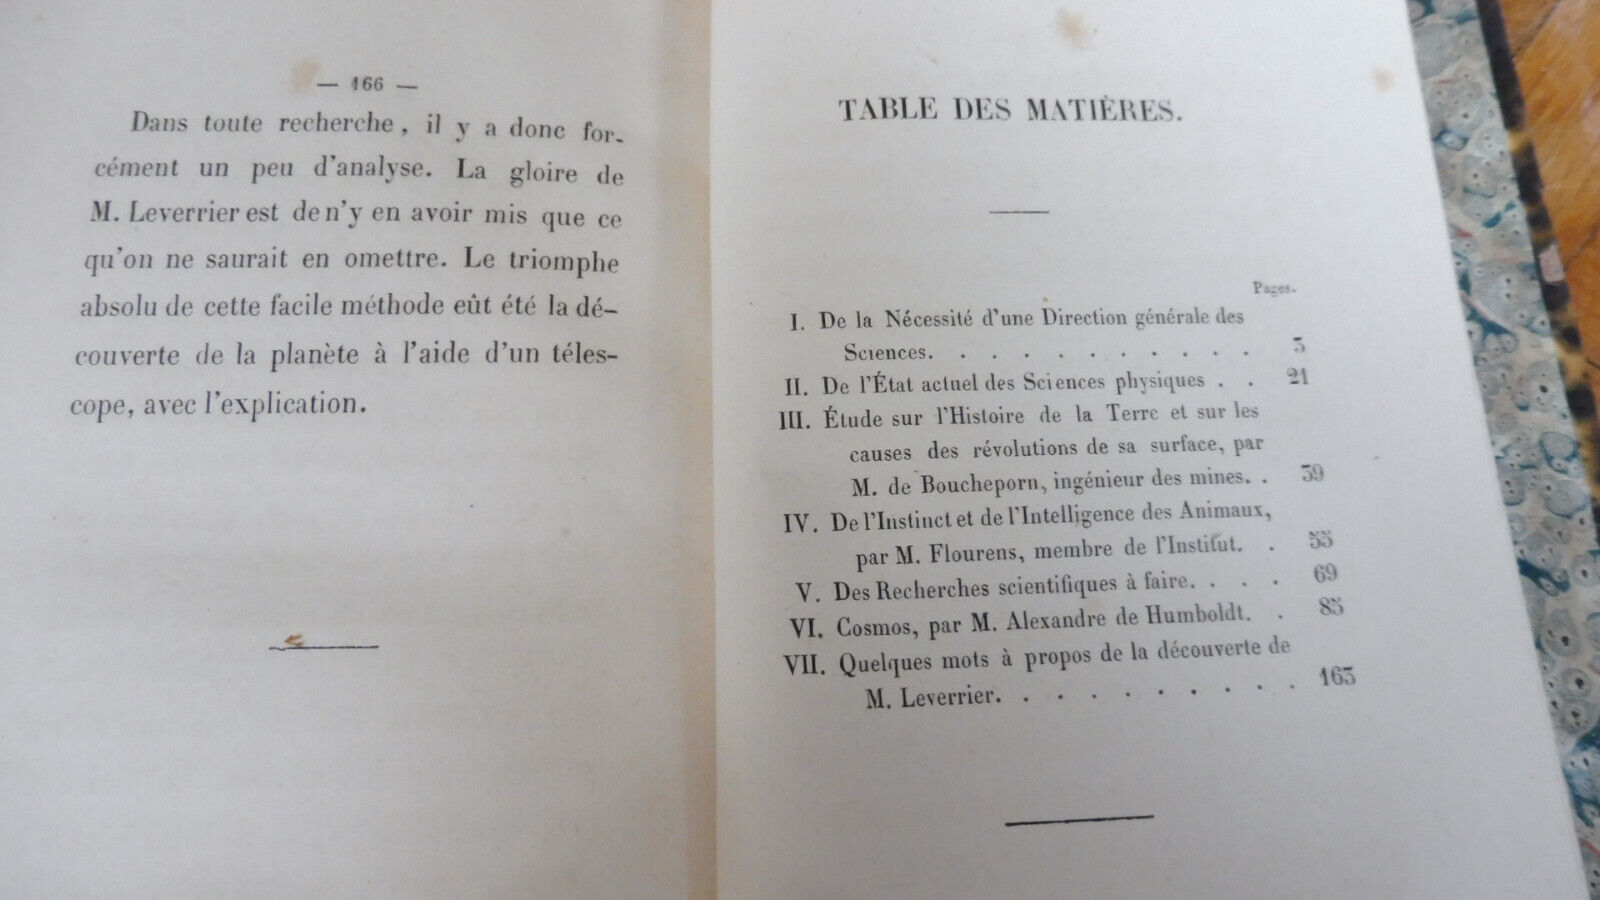 — 166 —
Dans toute recherche, il y a donc for-
cément un peu d'analyse. La gloire de
M. Leverrier est de n'y en avoir mis que ce
qu'on ne saurait en omettre. Le triomphe
absolu de cette facile méthode eût été la dé-
couverte de la planète à l'aide d'un téles-
cope, avec l'explication.
TABLE DES MATIÈRES.
Pages.
I. De la Nécessité d'une Direction générale des
Sciences. . . . . . . . . . . 3
II. De l'État actuel des Sciences physiques . . 21
III. Étude sur l'Histoire de la Terre et sur les
causes des révolutions de sa surface, par
M. de Boucheporn, ingénieur des mines. . 39
IV. De l'Instinct et de l'Intelligence des Animaux,
par M. Flourens, membre de l'Institut. . 55
V. Des Recherches scientifiques à faire. . . . 69
VI. Cosmos, par M. Alexandre de Humboldt. . 85
VII. Quelques mots à propos de la découverte de
M. Leverrier. . . . . . . . . . 163